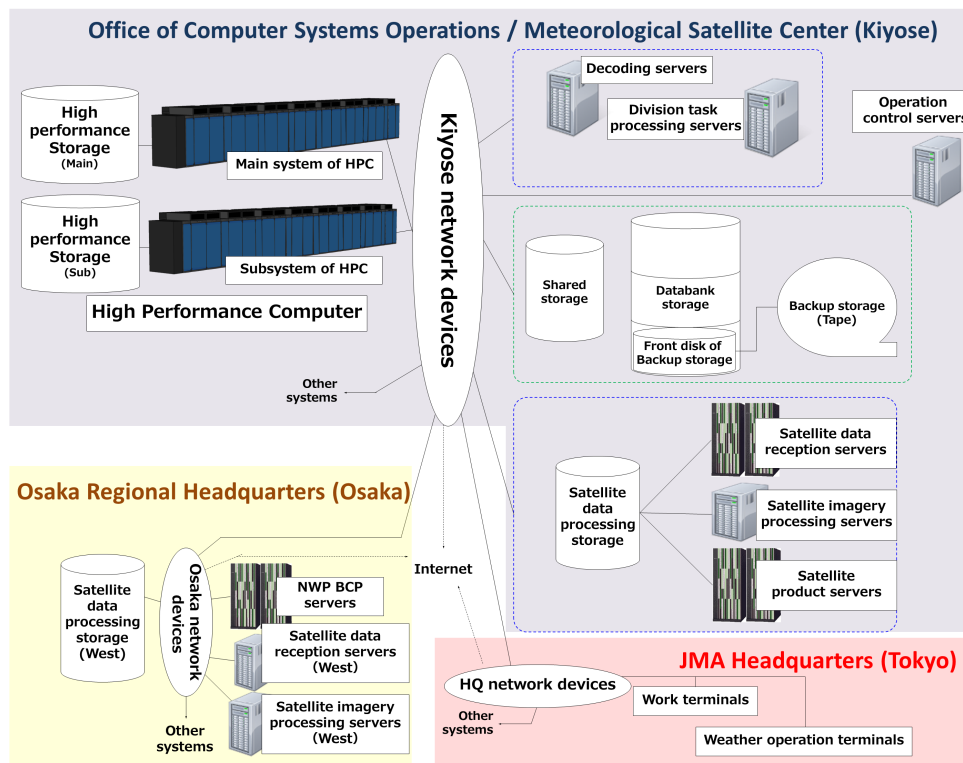 Office of Computer Systems Operations / Meteorological Satellite Center (Kiyose)
High
performance
Storage
(Main)
Main system of HPC
High
performance
Storage
(Sub)
Subsystem of HPC
High Performance Computer
Other
systems
Kiyose network devices
Decoding servers
Division task
processing servers
Operation
control servers
Shared
storage
Databank
storage
Front disk of
Backup storage
Backup storage
(Tape)
Satellite
data
processing
storage
Satellite data
reception servers
Satellite imagery
processing servers
Satellite
product servers
Osaka Regional Headquarters (Osaka)
Satellite
data
processing
storage
(West)
Osaka network
devices
NWP BCP
servers
Satellite data
reception servers
(West)
Satellite imagery
processing servers
(West)
Other
systems
Internet
JMA Headquarters (Tokyo)
HQ network devices
Other
systems
Work terminals
Weather operation terminals